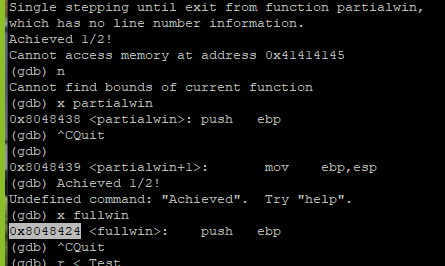 Single stepping until exit from function partialwin,
which has no line number information.
Achieved 1/2!
Cannot access memory at address 0x41414145
(gdb) n
Cannot find bounds of current function
(gdb) x partialwin
0x8048438 <partialwin>: push   ebp
(gdb) ^CQuit
(gdb)
0x8048439 <partialwin+1>:       mov    ebp,esp
(gdb) Achieved 1/2!
Undefined command: "Achieved".  Try "help".
(gdb) x fullwin
0x8048424 <fullwin>:    push   ebp
(gdb) ^CQuit
(gdb) r < Test